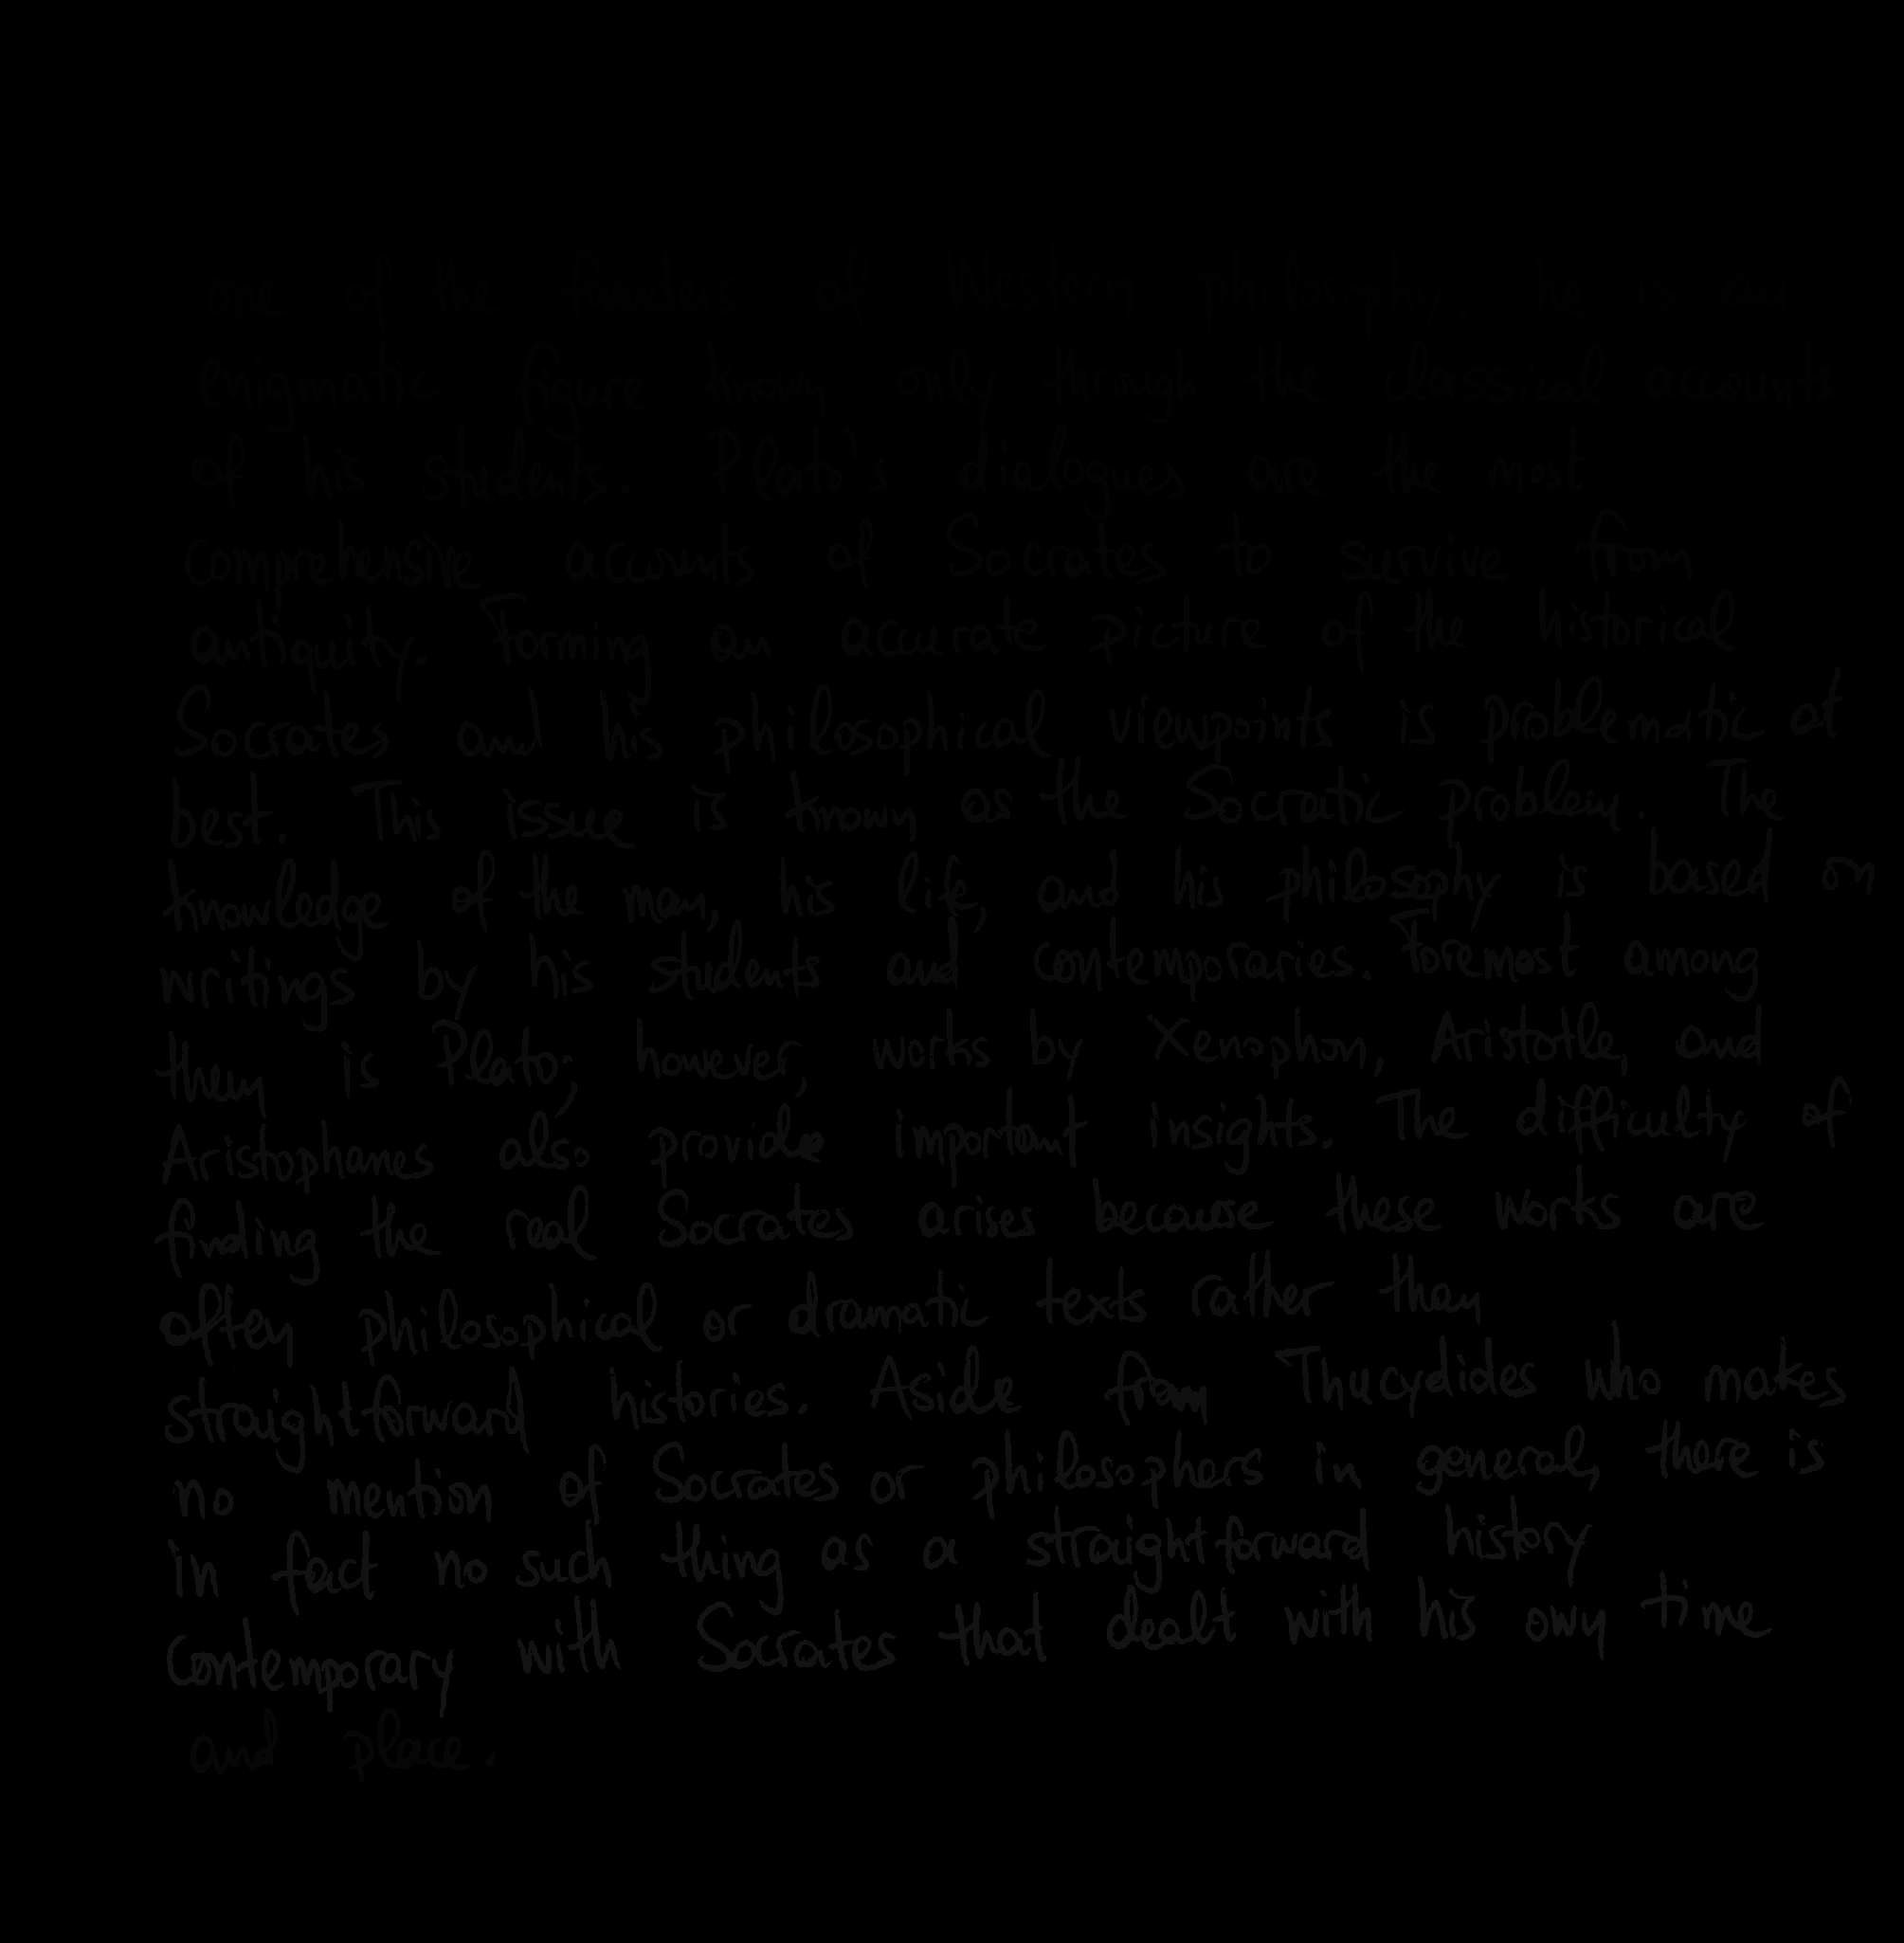 Socrates was a classical Greek philosopher. Credited as
one of the founders of Western philosophy, he is an
enigmatic figure known only through the classical accounts
of his students. Plato's dialogues are the most
comprehensive accounts of Socrates to survive from
antiquity. Forming an accurate picture of the historical
Socrates and his philosophical viewpoints is problematic at
best. This issue is known as the Socratic problem. The
knowledge of the man, his life, and his philosophy is based on
writings by his students and contemporaries. Foremost among
them is Plato; however, works by Xenophon, Aristotle, and
Aristophanes also provide important insights. The difficulty of
finding the real Socrates arises because these works are
often philosophical or dramatic texts rather than
straightforward histories. Aside from Thucydides who makes
no mention of Socrates or philosophers in general, there is
in fact no such thing as a straightforward history
contemporary with Socrates that dealt with his own time
and place.